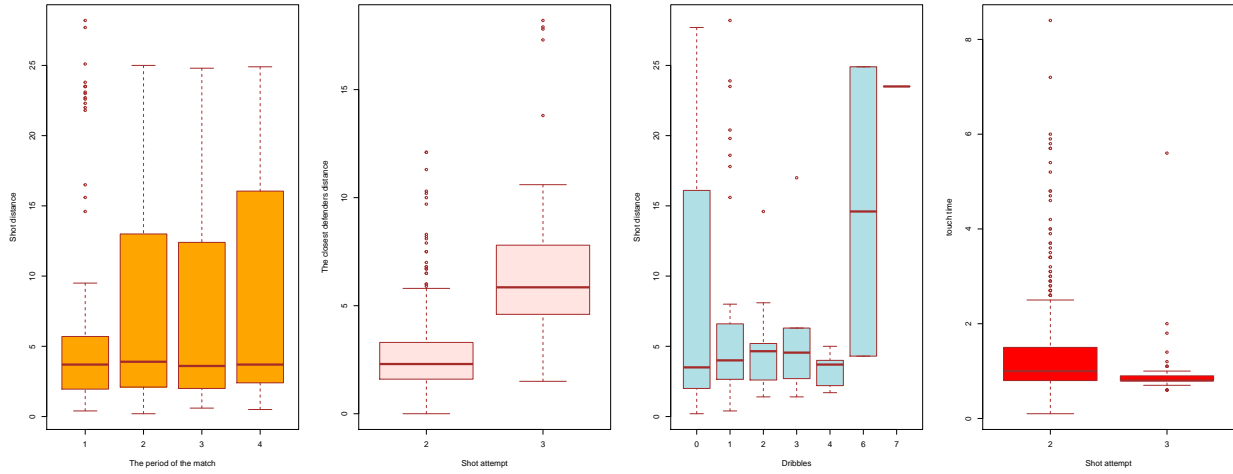 Shot distance
0 5 10 15 20 25
1 2 3 4
The period of the match
The closest defenders distance
0 5 10 15
2 3
Shot attempt
Shot distance
0 5 10 15 20 25
0 1 2 3 4 6 7
Dribbles
touch time
0 2 4 6 8
2 3
Shot attempt